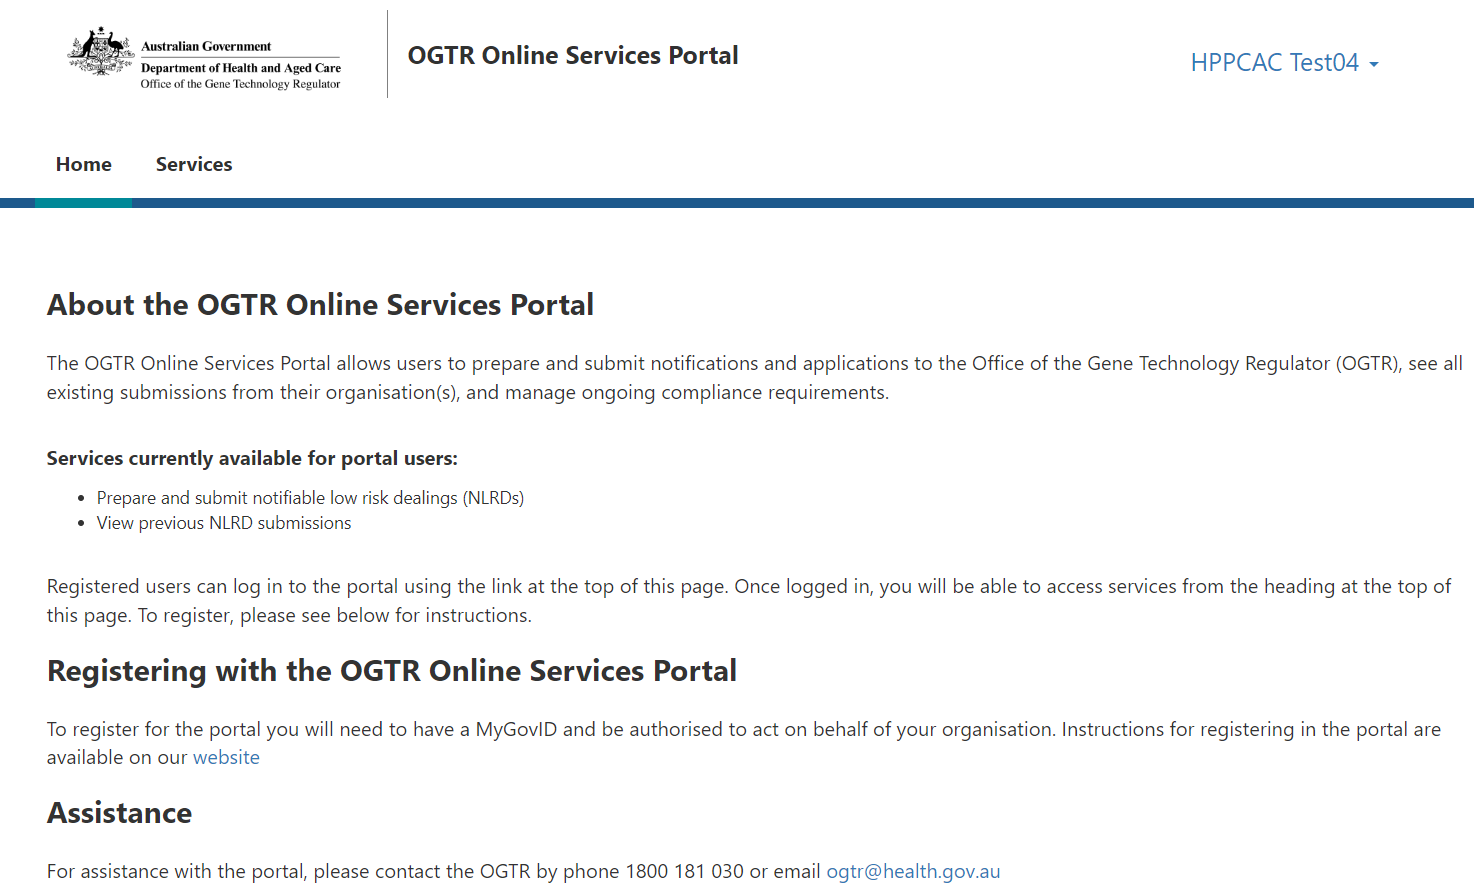 Australian Government
Department of Health and Aged Care
Office of the Gene Technology Regulator
OGTR Online Services Portal
HPPCAC Test04
Home
Services
About the OGTR Online Services Portal
The OGTR Online Services Portal allows users to prepare and submit notifications and applications to the Office of the Gene Technology Regulator (OGTR), see all
existing submissions from their organisation(s), and manage ongoing compliance requirements.
Services currently available for portal users:
• Prepare and submit notifiable low risk dealings (NLRDs)
• View previous NLRD submissions
Registered users can log in to the portal using the link at the top of this page. Once logged in, you will be able to access services from the heading at the top of
this page. To register, please see below for instructions.
Registering with the OGTR Online Services Portal
To register for the portal you will need to have a MyGovID and be authorised to act on behalf of your organisation. Instructions for registering in the portal are
available on our website
Assistance
For assistance with the portal, please contact the OGTR by phone 1800 181 030 or email ogtr@health.gov.au